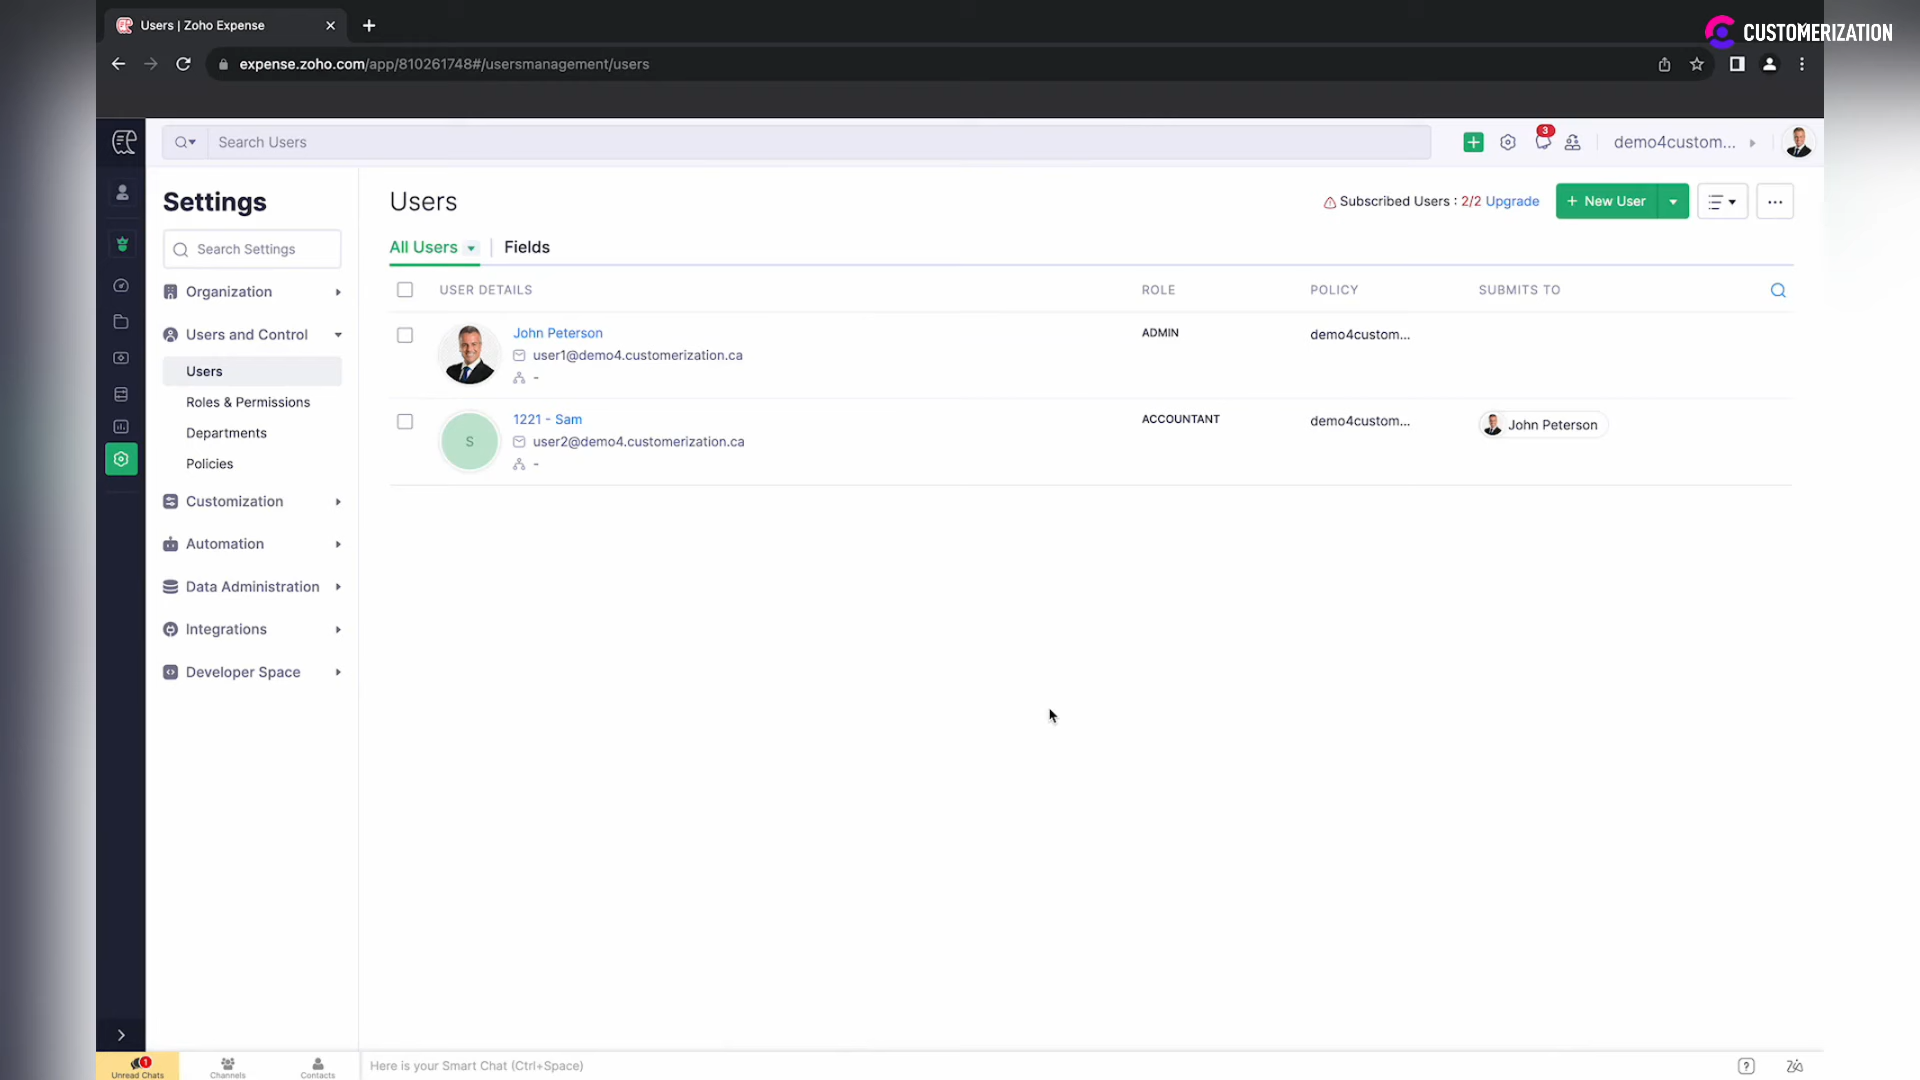 Users | Zoho Expense
CUSTOMERIZATION
expense.zoho.com/app/810261748#/usersmanagement/users
Search Users
3
demo4custom...
Settings
Search Settings
Organization
Users and Control
Users
Roles & Permissions
Departments
Policies
Customization
Automation
Data Administration
Integrations
Developer Space
Users
Subscribed Users : 2/2 Upgrade
+ New User
All Users
Fields
USER DETAILS ROLE POLICY SUBMITS TO
John Peterson ADMIN demo4custom...
user1@demo4.customerization.ca
-
S
1221 - Sam ACCOUNTANT demo4custom... John Peterson
user2@demo4.customerization.ca
-
1
Unread Chats
Channels
Contacts
Here is your Smart Chat (Ctrl+Space)
?